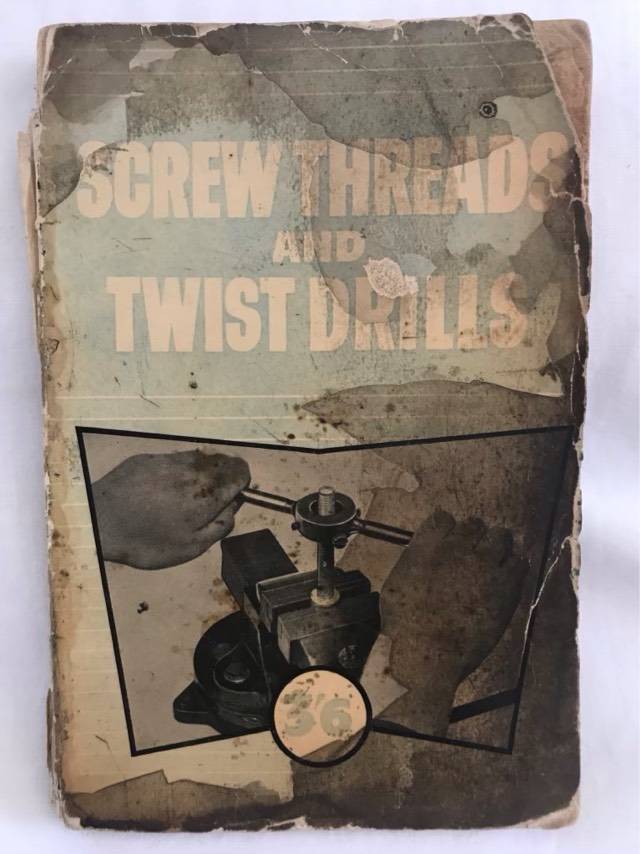 SCREW THREADS
AND
TWIST DRILLS
3'6